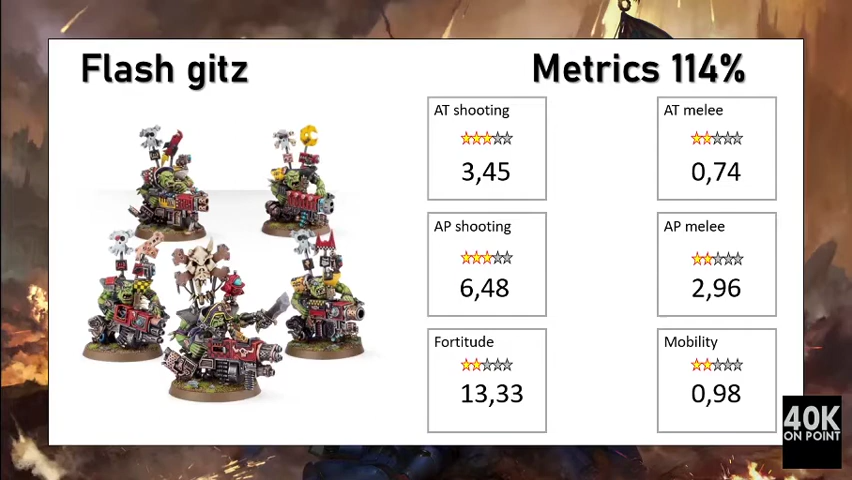 Flash gitz
Metrics 114%
AT shooting
3,45
AT melee
0,74
AP shooting
6,48
AP melee
2,96
Fortitude
13,33
Mobility
0,98
40K
ON POINT